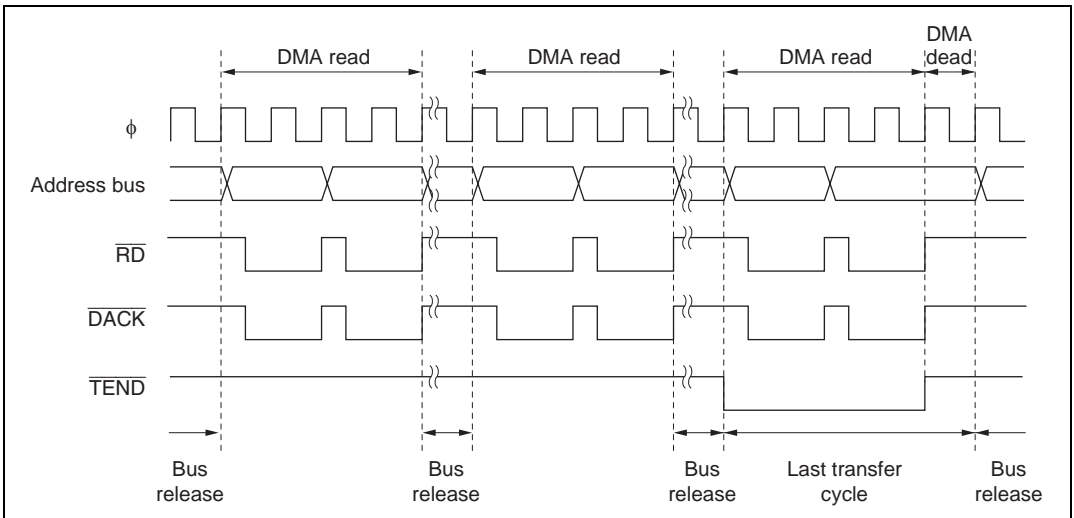 DMA read
DMA read
DMA read
DMA
dead
ϕ
Address bus
RD
DACK
TEND
Bus
release
Bus
release
Bus
release
Last transfer
cycle
Bus
release